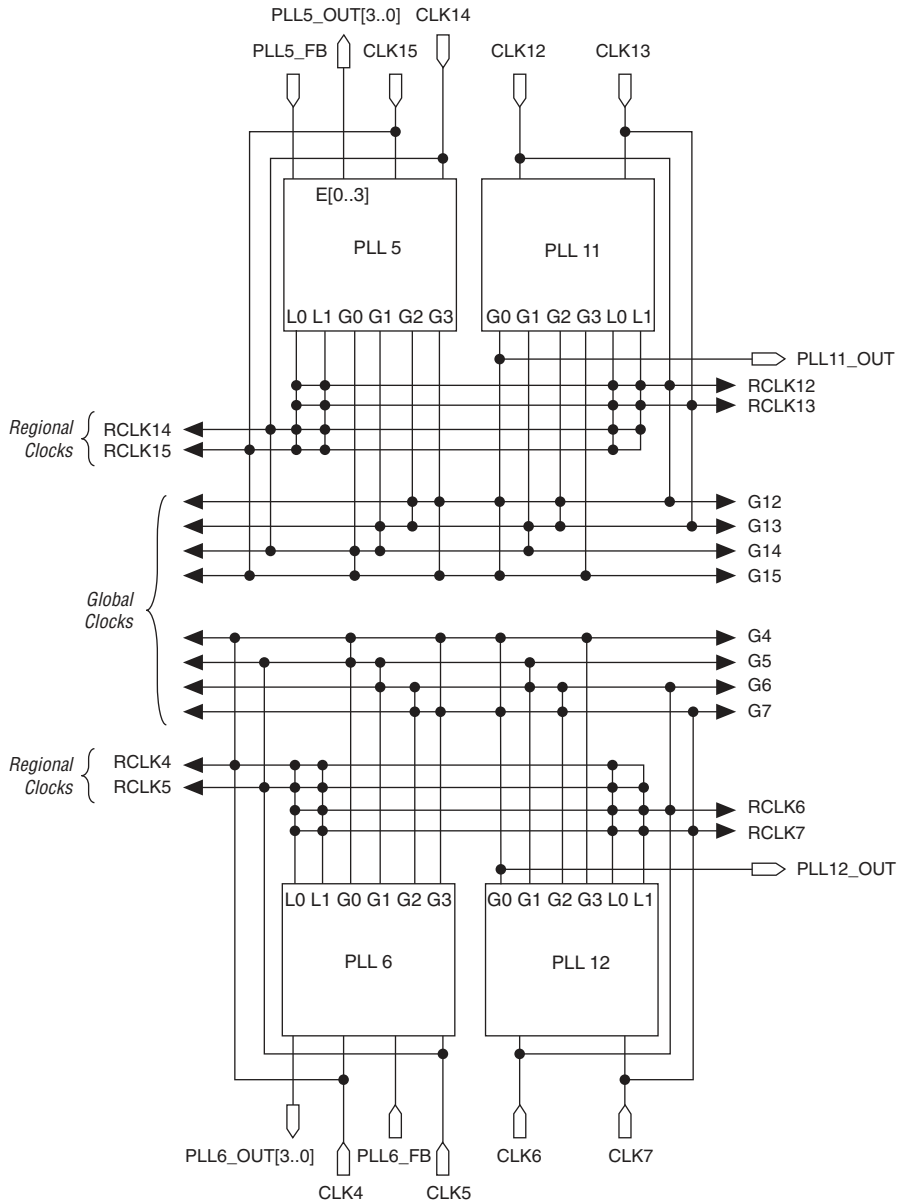 PLL5_OUT[3..0] CLK14
PLL5_FB CLK15 CLK12 CLK13
E[0..3]
PLL 5 PLL 11
L0 L1 G0 G1 G2 G3 G0 G1 G2 G3 L0 L1
PLL11_OUT
RCLK12
RCLK13
Regional Clocks
RCLK14
RCLK15
G12
G13
G14
G15
Global Clocks
G4
G5
G6
G7
Regional Clocks
RCLK4
RCLK5
RCLK6
RCLK7
PLL12_OUT
L0 L1 G0 G1 G2 G3 G0 G1 G2 G3 L0 L1
PLL 6 PLL 12
PLL6_OUT[3..0] PLL6_FB CLK6 CLK7
CLK4 CLK5